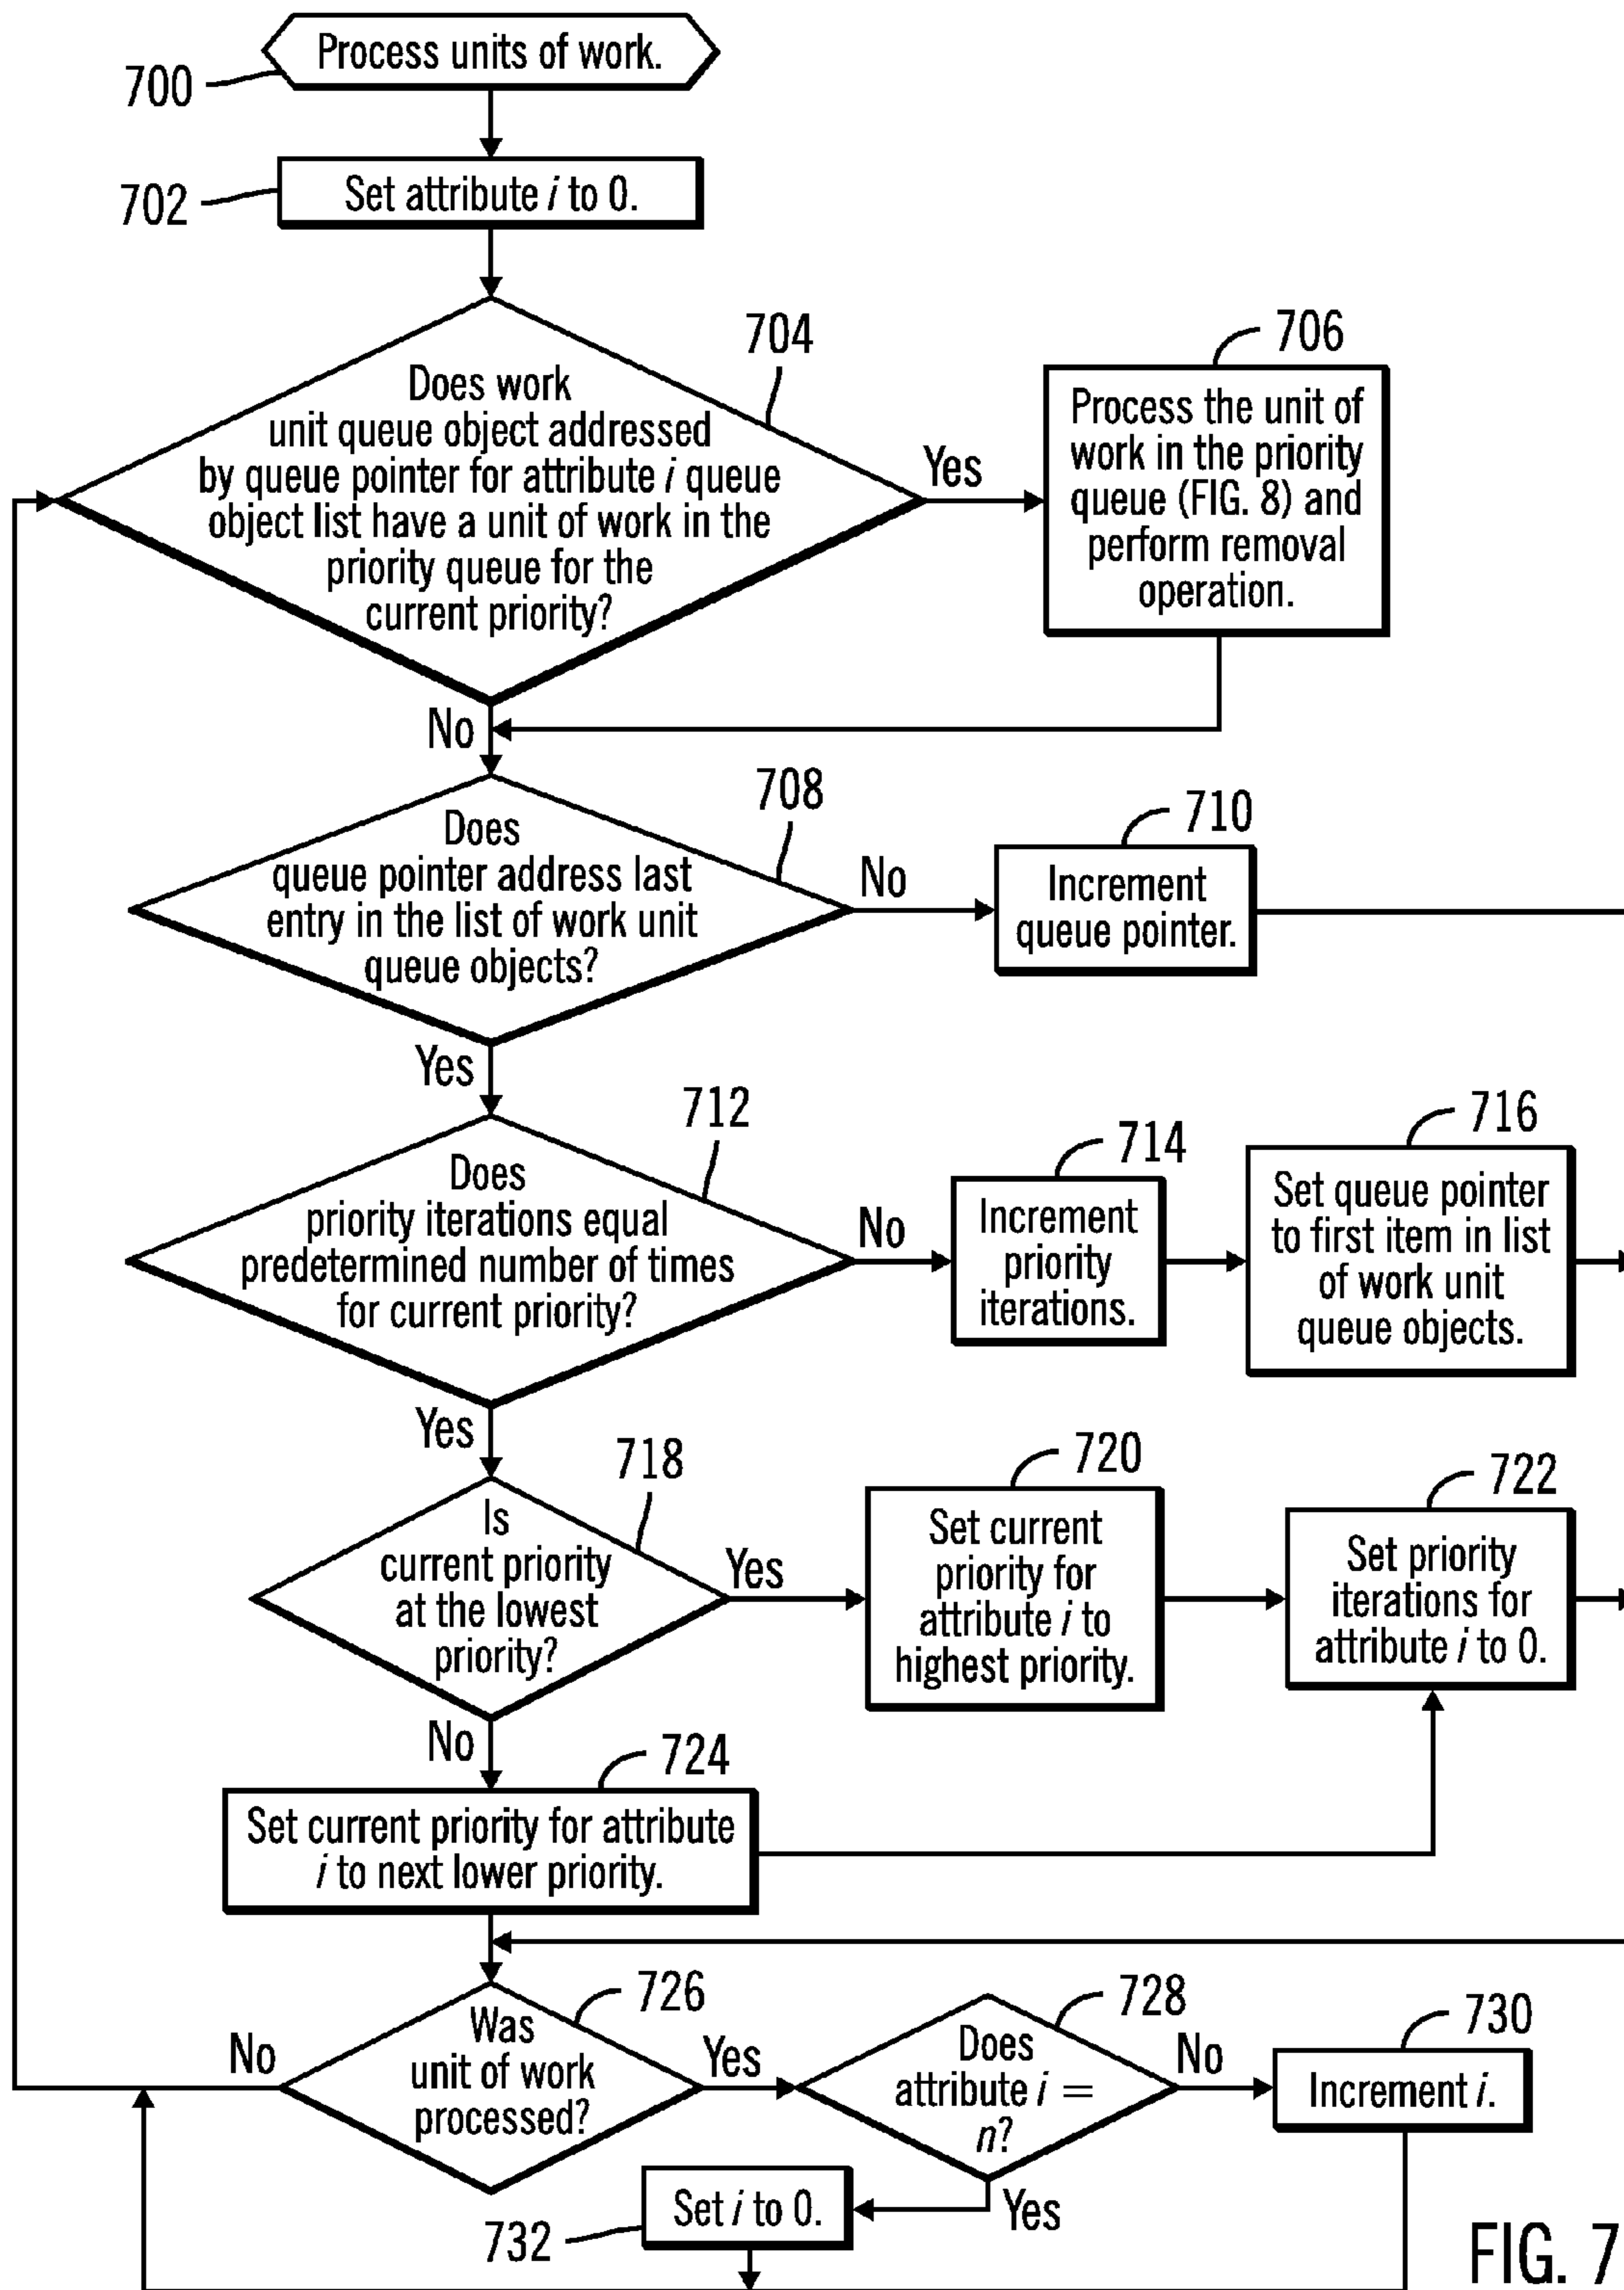 Process units of work.
700
Set attribute i to 0.
702
704
Does work
unit queue object addressed
by queue pointer for attribute i queue
object list have a unit of work in the
priority queue for the
current priority?
Yes
706
Process the unit of
work in the priority
queue (FIG. 8) and
perform removal
operation.
No
708
Does
queue pointer address last
entry in the list of work unit
queue objects?
No
710
Increment
queue pointer.
Yes
712
Does
priority iterations equal
predetermined number of times
for current priority?
No
714
Increment
priority
iterations.
716
Set queue pointer
to first item in list
of work unit
queue objects.
Yes
718
Is
current priority
at the lowest
priority?
Yes
720
Set current
priority for
attribute i to
highest priority.
722
Set priority
iterations for
attribute i to 0.
No
724
Set current priority for attribute
i to next lower priority.
726
Was
unit of work
processed?
No
Yes
728
Does
attribute i =
n?
No
730
Increment i.
Yes
Set i to 0.
732
FIG. 7